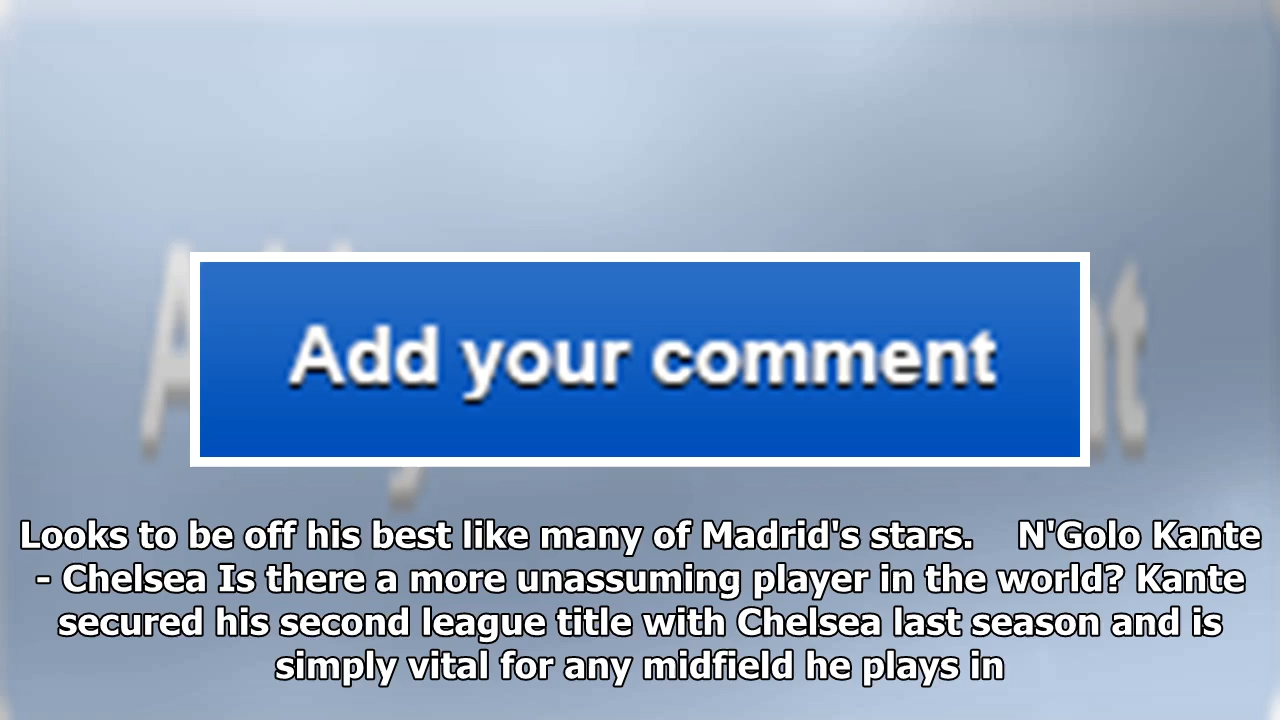 Add your comment
Looks to be off his best like many of Madrid's stars.    N'Golo Kante
- Chelsea Is there a more unassuming player in the world? Kante
secured his second league title with Chelsea last season and is
simply vital for any midfield he plays in